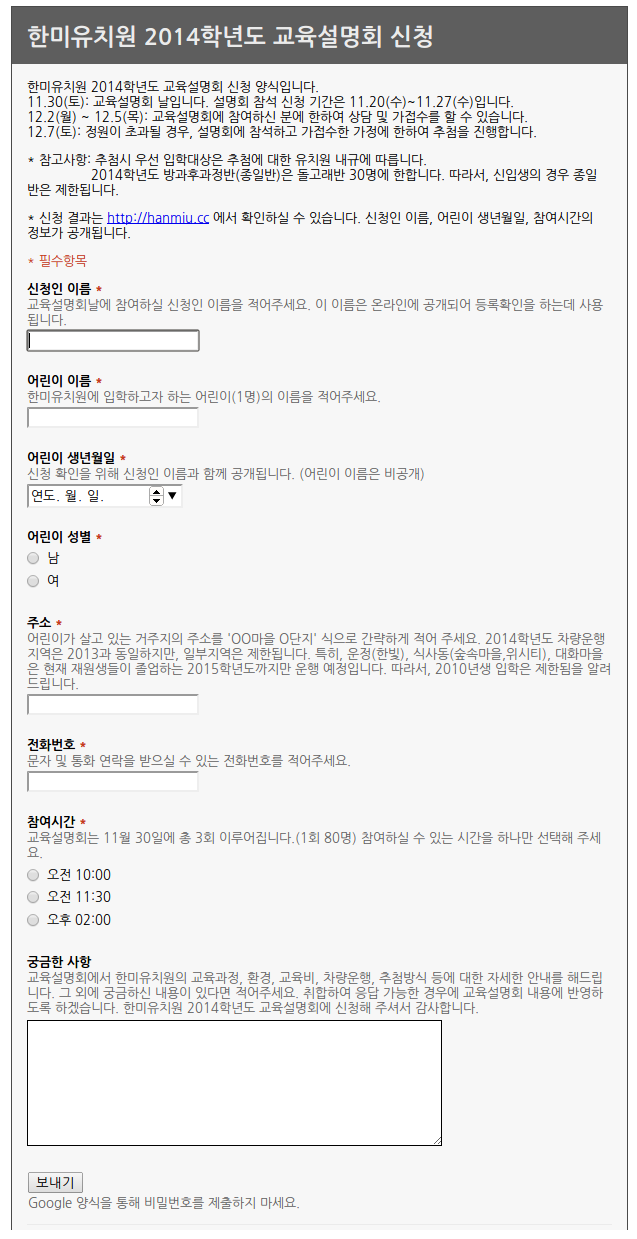 한미유치원 2014학년도 교육설명회 신청
한미유치원 2014학년도 교육설명회 신청 양식입니다.
11.30(토): 교육설명회 날입니다. 설명회 참석 신청 기간은 11.20(수)~11.27(수)입니다.
12.2(월) ~ 12.5(목): 교육설명회에 참여하신 분에 한하여 상담 및 가접수를 할 수 있습니다.
12.7(토): 정원이 초과될 경우, 설명회에 참석하고 가접수한 가정에 한하여 추첨을 진행합니다.
* 참고사항: 추첨시 우선 입학대상은 추첨에 대한 유치원 내규에 따릅니다.
2014학년도 방과후과정반(종일반)은 돌고래반 30명에 한합니다. 따라서, 신입생의 경우 종일
반은 제한됩니다.
* 신청 결과는 http://hanmiu.cc 에서 확인하실 수 있습니다. 신청인 이름, 어린이 생년월일, 참여시간의
정보가 공개됩니다.
* 필수항목
신청인 이름 *
교육설명회날에 참여하실 신청인 이름을 적어주세요. 이 이름은 온라인에 공개되어 등록확인을 하는데 사용
됩니다.
어린이 이름 *
한미유치원에 입학하고자 하는 어린이(1명)의 이름을 적어주세요.
어린이 생년월일 *
신청 확인을 위해 신청인 이름과 함께 공개됩니다. (어린이 이름은 비공개)
연도. 월. 일.
어린이 성별 *
남
여
주소 *
어린이가 살고 있는 거주지의 주소를 'OO마을 O단지' 식으로 간략하게 적어 주세요. 2014학년도 차량운행
지역은 2013과 동일하지만, 일부지역은 제한됩니다. 특히, 운정(한빛), 식사동(숲속마을,위시티), 대화마을
은 현재 재원생들이 졸업하는 2015학년도까지만 운행 예정입니다. 따라서, 2010년생 입학은 제한됨을 알려
드립니다.
전화번호 *
문자 및 통화 연락을 받으실 수 있는 전화번호를 적어주세요.
참여시간 *
교육설명회는 11월 30일에 총 3회 이루어집니다.(1회 80명) 참여하실 수 있는 시간을 하나만 선택해 주세
요.
오전 10:00
오전 11:30
오후 02:00
궁금한 사항
교육설명회에서 한미유치원의 교육과정, 환경, 교육비, 차량운행, 추첨방식 등에 대한 자세한 안내를 해드립
니다. 그 외에 궁금하신 내용이 있다면 적어주세요. 취합하여 응답 가능한 경우에 교육설명회 내용에 반영하
도록 하겠습니다. 한미유치원 2014학년도 교육설명회에 신청해 주셔서 감사합니다.
보내기
Google 양식을 통해 비밀번호를 제출하지 마세요.